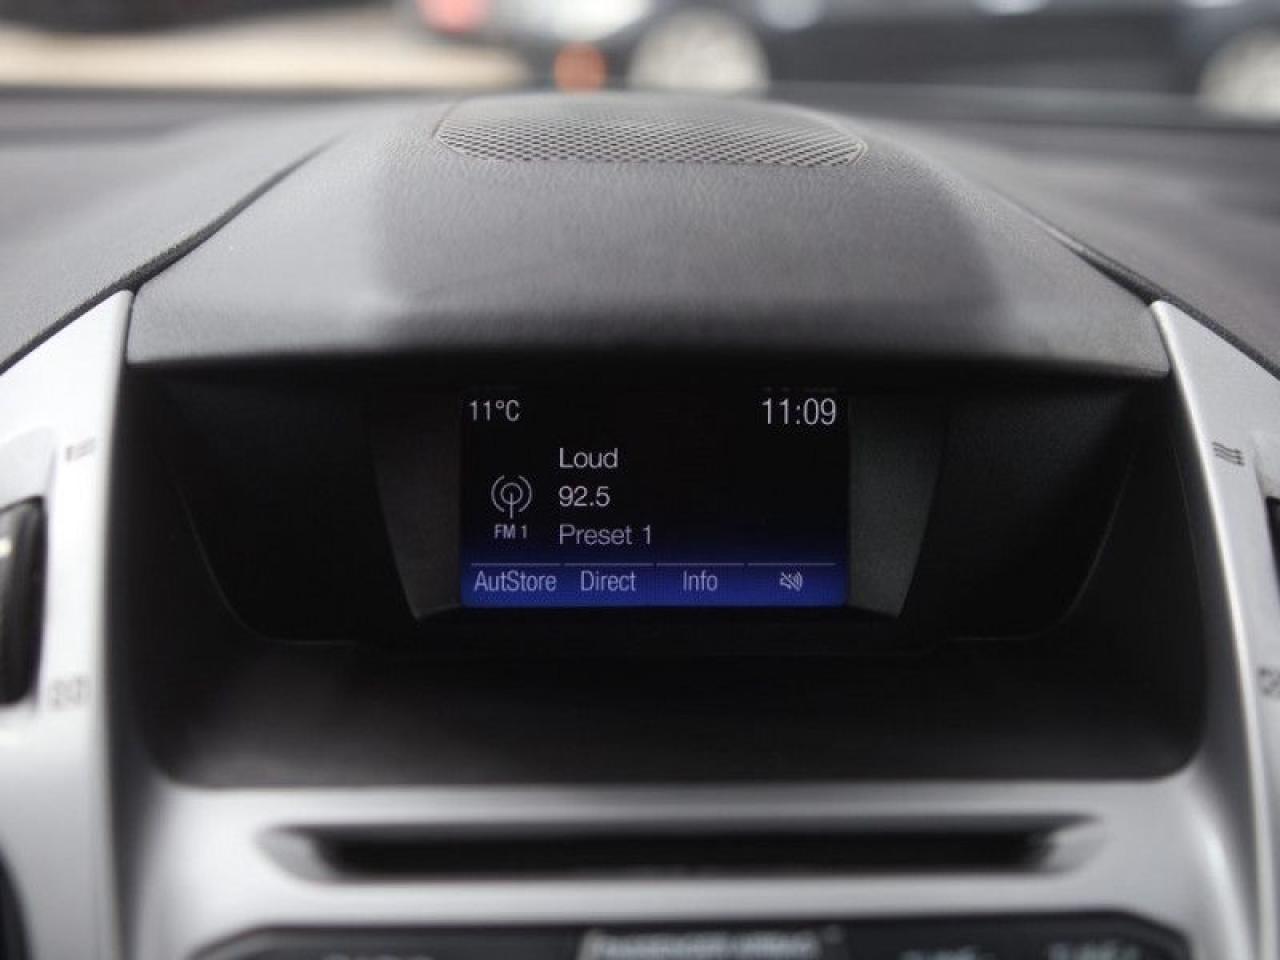 11°C 11:09
Loud
92.5
FM 1 Preset 1
AutStore Direct Info